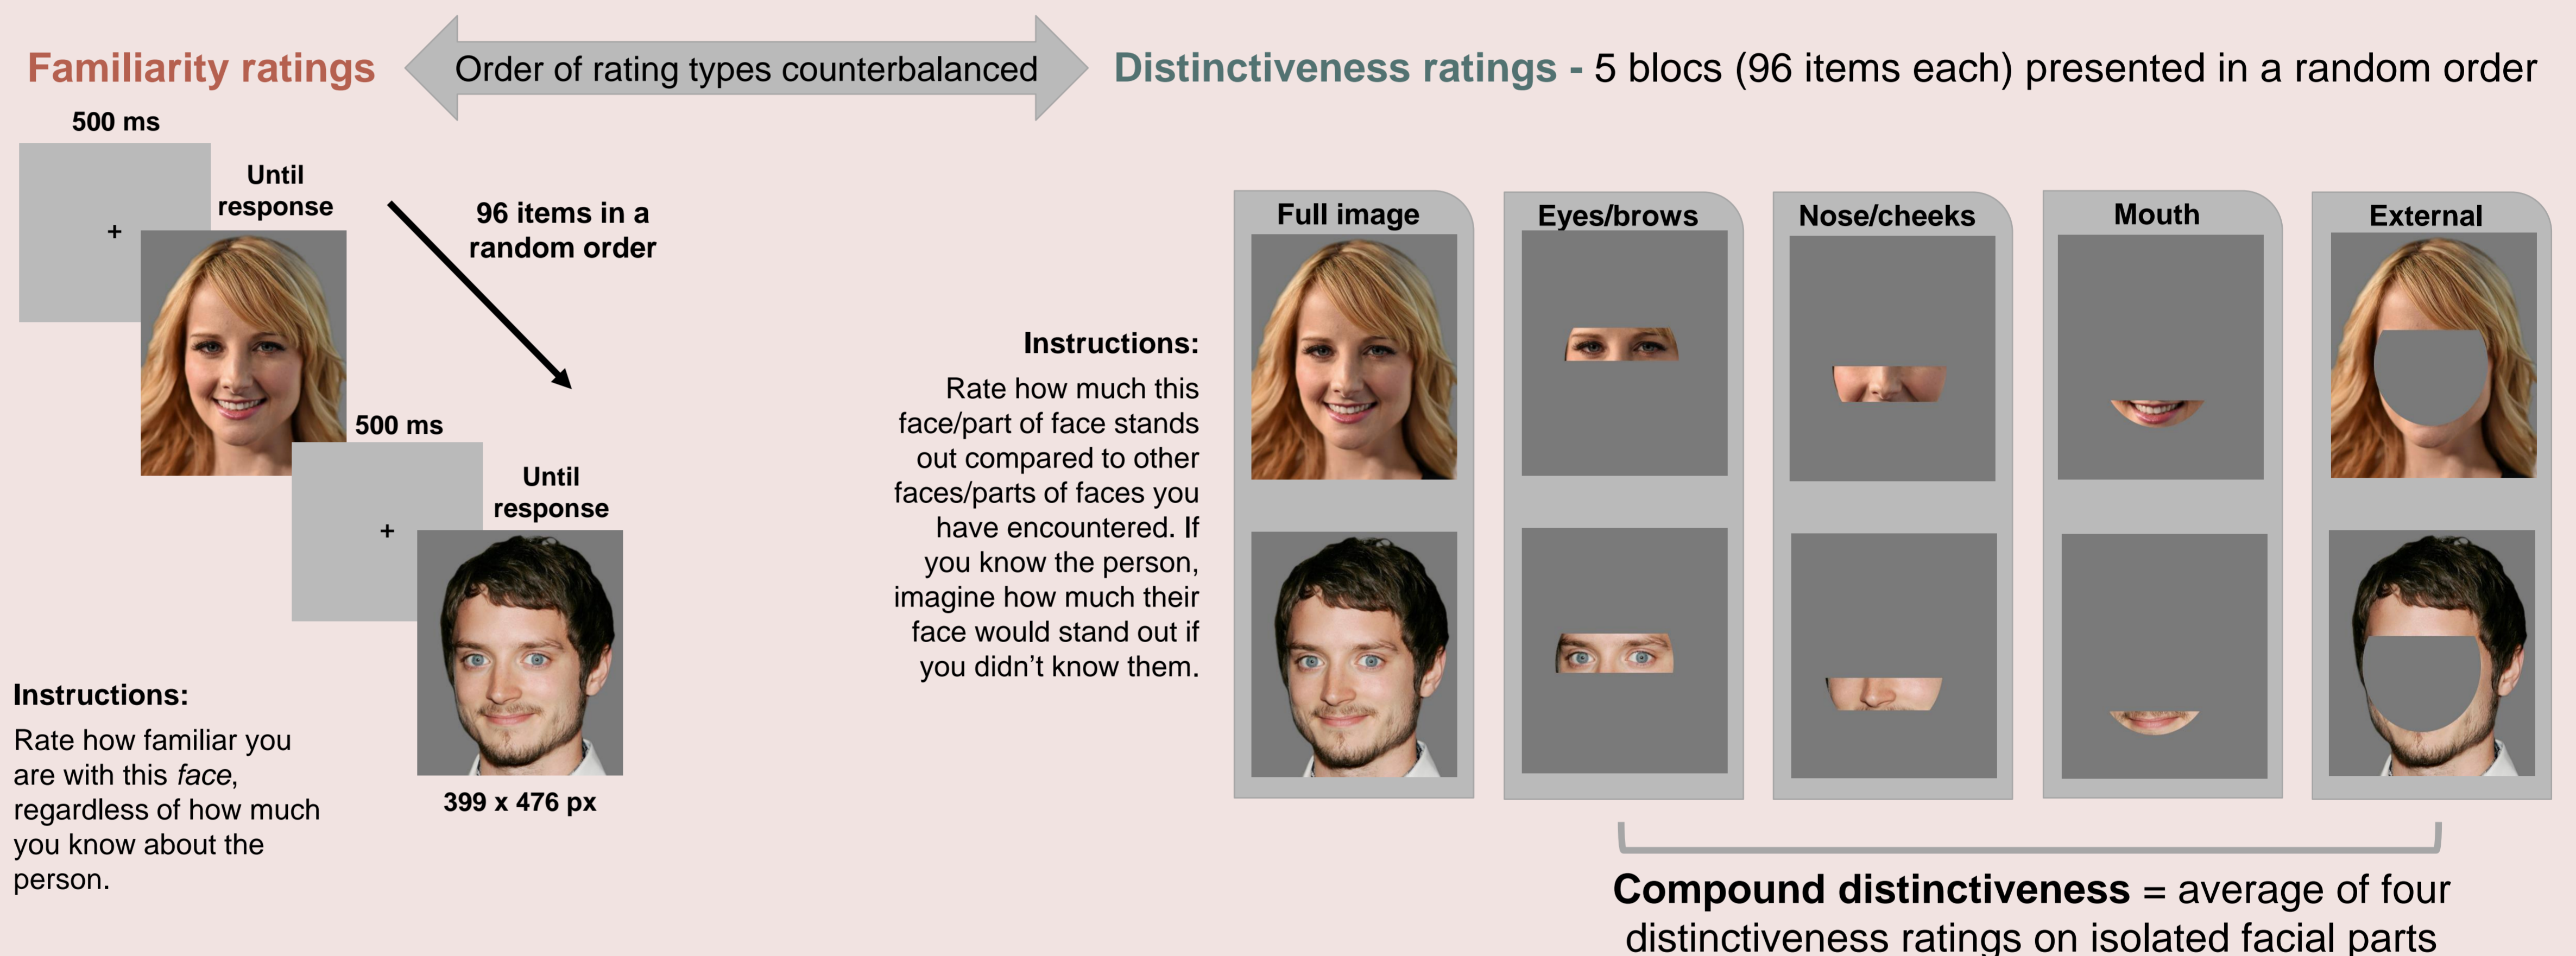 Familiarity ratings
Order of rating types counterbalanced
Distinctiveness ratings - 5 blocs (96 items each) presented in a random order
500 ms
+
Until
response
96 items in a
random order
500 ms
+
Until
response
399 x 476 px
Instructions:
Rate how familiar you
are with this face,
regardless of how much
you know about the
person.
Instructions:
Rate how much this
face/part of face stands
out compared to other
faces/parts of faces you
have encountered. If
you know the person,
imagine how much their
face would stand out if
you didn’t know them.
Full image
Eyes/brows
Nose/cheeks
Mouth
External
Compound distinctiveness = average of four
distinctiveness ratings on isolated facial parts